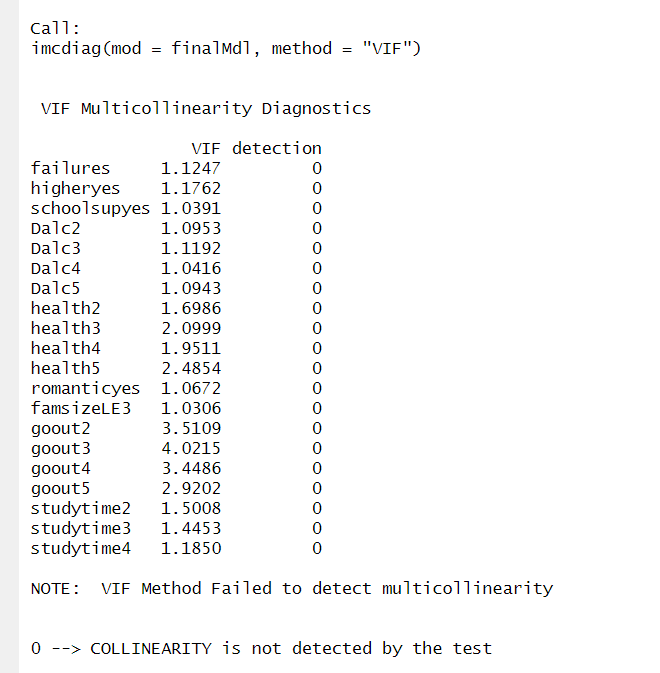 Call:
imcdiag(mod = finalMdl, method = "VIF")
VIF Multicollinearity Diagnostics
VIF detection
failures 1.1247 0
higheryes 1.1762 0
schoolsupyes 1.0391 0
Dalc2 1.0953 0
Dalc3 1.1192 0
Dalc4 1.0416 0
Dalc5 1.0943 0
health2 1.6986 0
health3 2.0999 0
health4 1.9511 0
health5 2.4854 0
romanticyes 1.0672 0
famsizeLE3 1.0306 0
goout2 3.5109 0
goout3 4.0215 0
goout4 3.4486 0
goout5 2.9202 0
studytime2 1.5008 0
studytime3 1.4453 0
studytime4 1.1850 0
NOTE: VIF Method Failed to detect multicollinearity
0 --> COLLINEARITY is not detected by the test